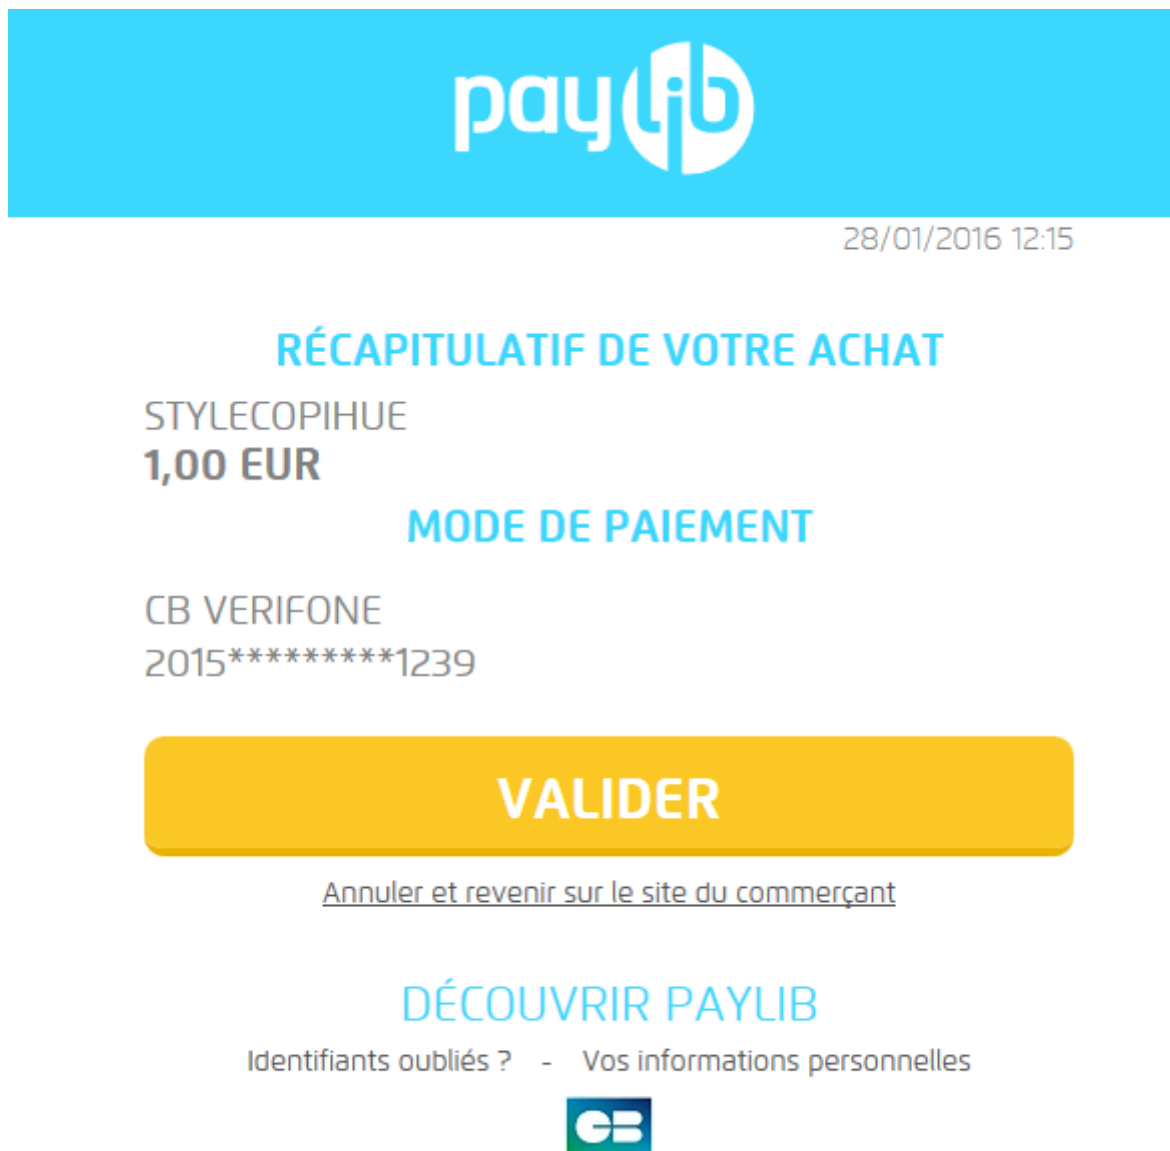 paylib
28/01/2016 12:15
RÉCAPITULATIF DE VOTRE ACHAT
STYLECOPIHUE
1,00 EUR
MODE DE PAIEMENT
CB VERIFONE
2015*********1239
VALIDER
Annuler et revenir sur le site du commerçant
DÉCOUVRIR PAYLIB
Identifiants oubliés ? - Vos informations personnelles
CB